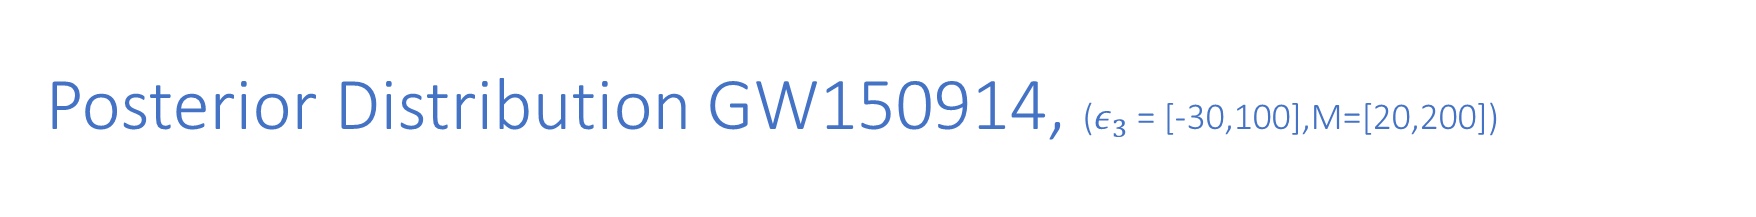 Posterior Distribution GW150914, (ϵ₃ = [-30,100],M=[20,200])